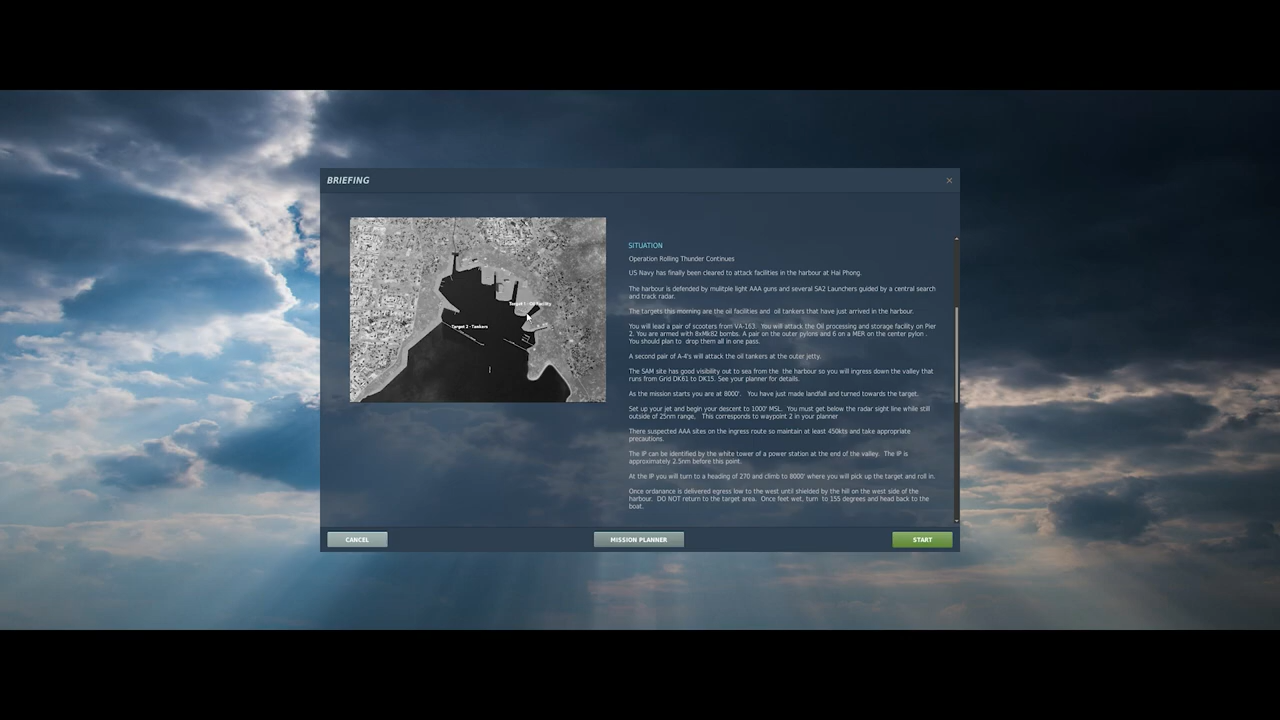 BRIEFING
×
SITUATION
Operation Rolling Thunder Continues
US Navy has finally been cleared to attack facilities in the harbour at Hai Phong.
The harbour is defended by mulitple light AAA guns and several SA2 Launchers guided by a central search
and track radar.
The targets this morning are the oil facilities and  oil tankers that have just arrived in the harbour.
You will lead a pair of scooters from VA-163.  You will attack the Oil processing and storage facility on Pier
2. You are armed with 8xMk82 bombs. A pair on the outer pylons and 6 on a MER on the center pylon .
You should plan to  drop them all in one pass.
A second pair of A-4's will attack the oil tankers at the outer jetty.
The SAM site has good visibility out to sea from the  the harbour so you will ingress down the valley that
runs from Grid DK61 to DK15. See your planner for details.
As the mission starts you are at 8000'.   You have just made landfall and turned towards the target.
Set up your jet and begin your descent to 1000' MSL.  You must get below the radar sight line while still
outside of 25nm range,   This corresponds to waypoint 2 in your planner
There suspected AAA sites on the ingress route so maintain at least 450kts and take appropriate
precautions.
The IP can be identified by the white tower of a power station at the end of the valley.  The IP is
approximately 2.5nm before this point.
At the IP you will turn to a heading of 270 and climb to 8000' where you will pick up the target and roll in.
Once ordanance is delivered egress low to the west until shielded by the hill on the west side of the
harbour.  DO NOT return to the target area.  Once feet wet, turn  to 155 degrees and head back to the
boat.
Target 1 - Oil Facility
Target 2 - Tankers
CANCEL
MISSION PLANNER
START